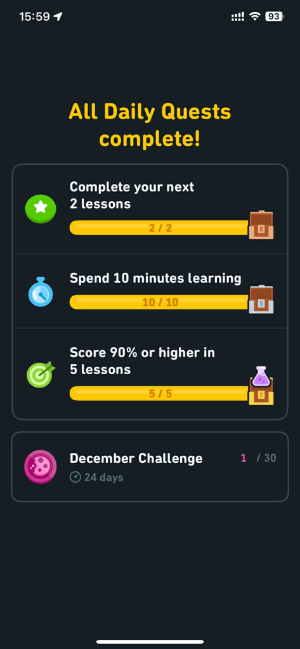 15:59
93
All Daily Quests
complete!
Complete your next
2 lessons
2 / 2
Spend 10 minutes learning
10 / 10
Score 90% or higher in
5 lessons
5 / 5
December Challenge
1 / 30
24 days